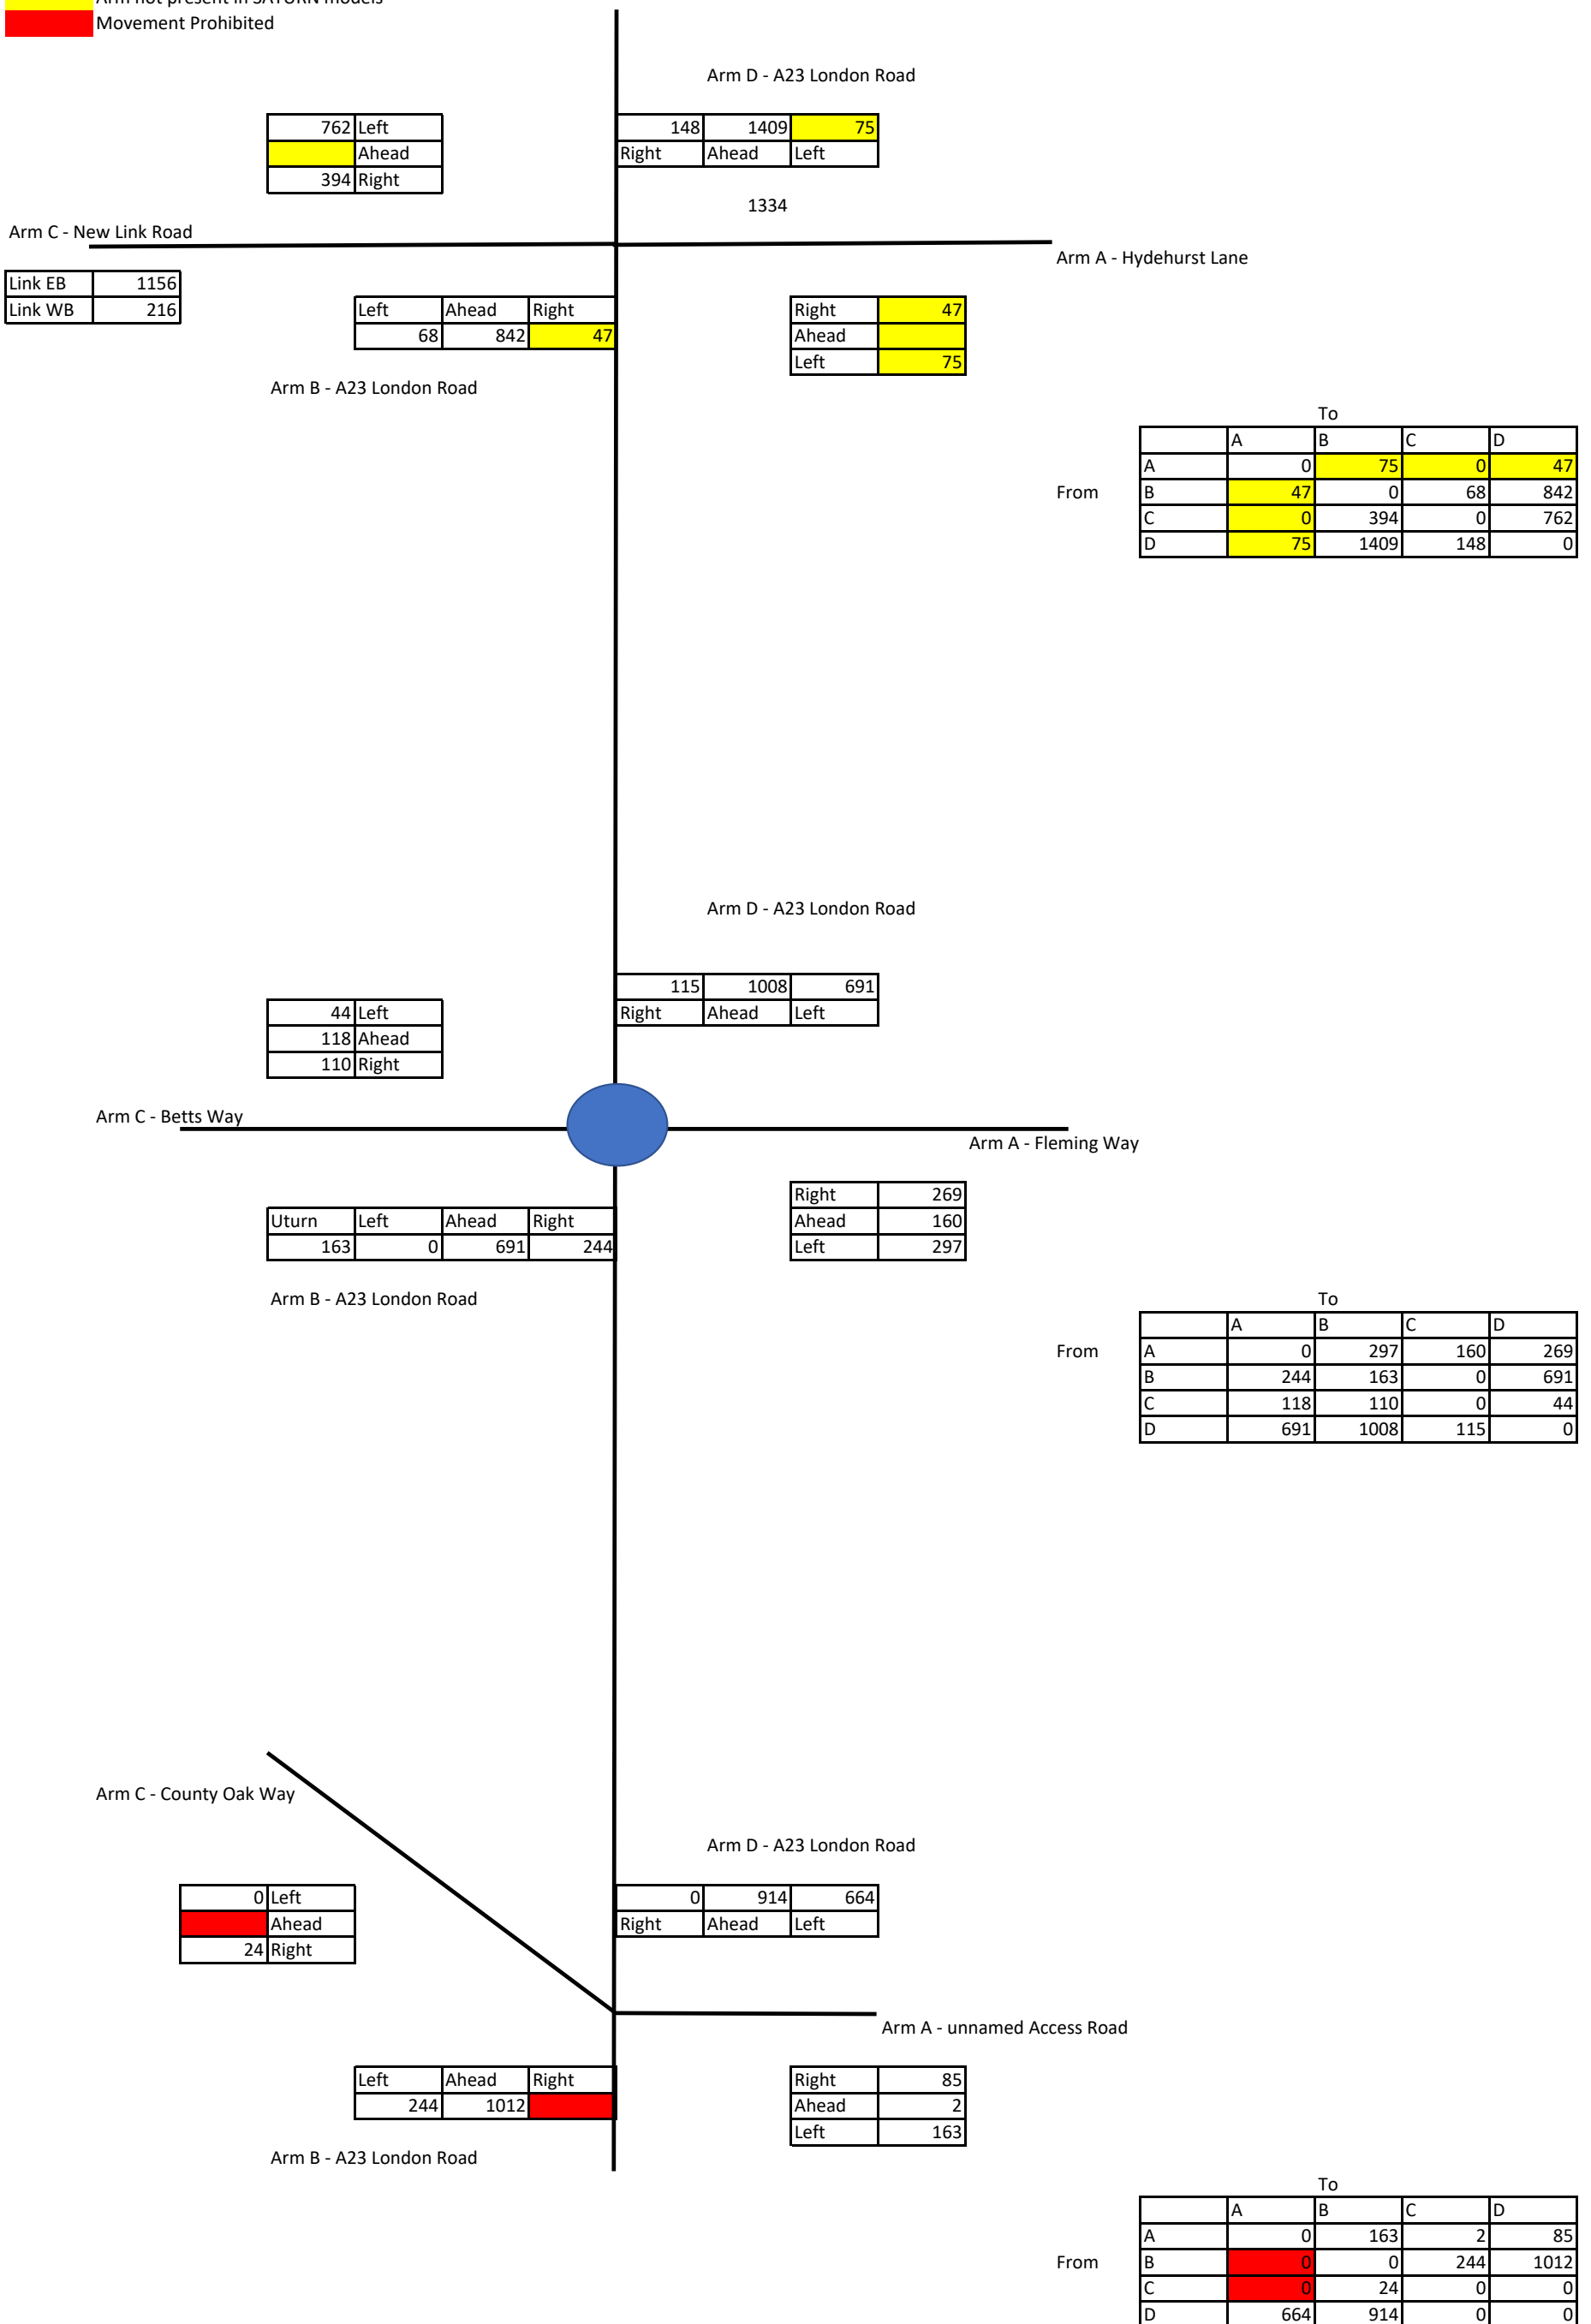 Arm not present in SATURN models
Movement Prohibited
Arm D - A23 London Road
762 Left
Ahead
394 Right
148 1409 75
Right Ahead Left
1334
Arm C - New Link Road
Arm A - Hydehurst Lane
Link EB 1156
Link WB 216
Left Ahead Right
68 842 47
Right 47
Ahead
Left 75
Arm B - A23 London Road
To
A B C D
A 0 75 0 47
From B 47 0 68 842
C 0 394 0 762
D 75 1409 148 0
Arm D - A23 London Road
115 1008 691
Right Ahead Left
44 Left
118 Ahead
110 Right
Arm C - Betts Way
Arm A - Fleming Way
Right 269
Ahead 160
Left 297
Uturn Left Ahead Right
163 0 691 244
Arm B - A23 London Road
To
A B C D
From A 0 297 160 269
B 244 163 0 691
C 118 110 0 44
D 691 1008 115 0
Arm C - County Oak Way
Arm D - A23 London Road
0 Left
Ahead
24 Right
0 914 664
Right Ahead Left
Arm A - unnamed Access Road
Left Ahead Right
244 1012
Right 85
Ahead 2
Left 163
Arm B - A23 London Road
To
A B C D
A 0 163 2 85
From B 0 0 244 1012
C 0 24 0 0
D 664 914 0 0